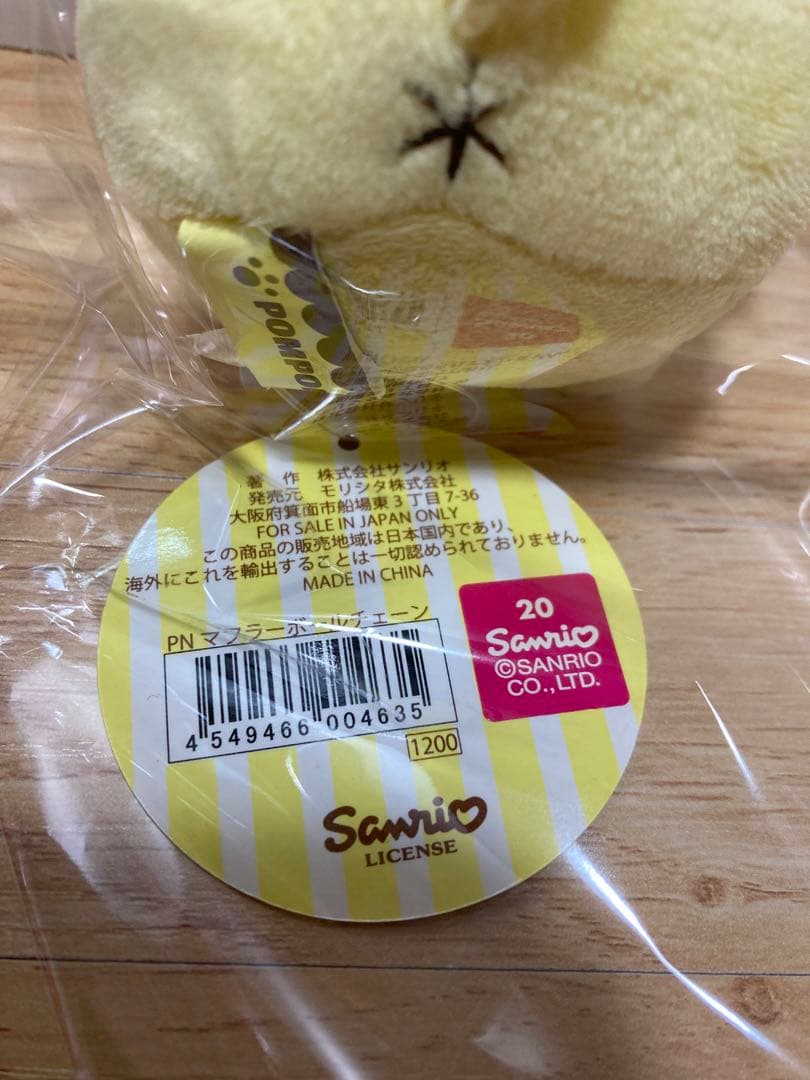 POMPO
著　作　株式会社サンリオ
発売元　モリシタ株式会社
大阪府箕面市船場東3丁目7-36
FOR SALE IN JAPAN ONLY
この商品の販売地域は日本国内であり、
海外にこれを輸出することは一切認められておりません。
MADE IN CHINA
PN マフラーボールチェーン
4 549466 004635
1200
20
Sanrio
©SANRIO
CO.,LTD.
Sanrio
LICENSE